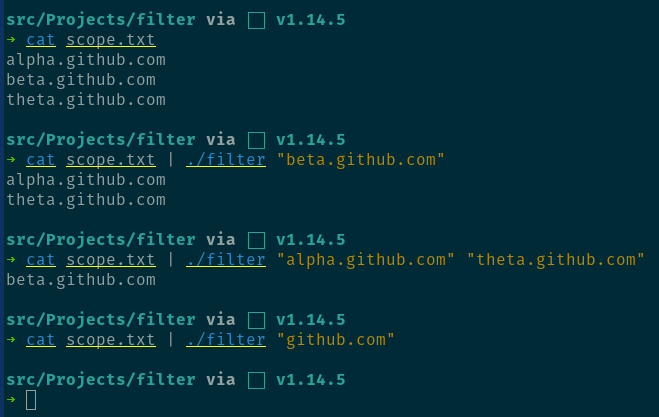 src/Projects/filter via □ v1.14.5
→ cat scope.txt
alpha.github.com
beta.github.com
theta.github.com
src/Projects/filter via □ v1.14.5
→ cat scope.txt | ./filter "beta.github.com"
alpha.github.com
theta.github.com
src/Projects/filter via □ v1.14.5
→ cat scope.txt | ./filter "alpha.github.com" "theta.github.com"
beta.github.com
src/Projects/filter via □ v1.14.5
→ cat scope.txt | ./filter "github.com"
src/Projects/filter via □ v1.14.5
→